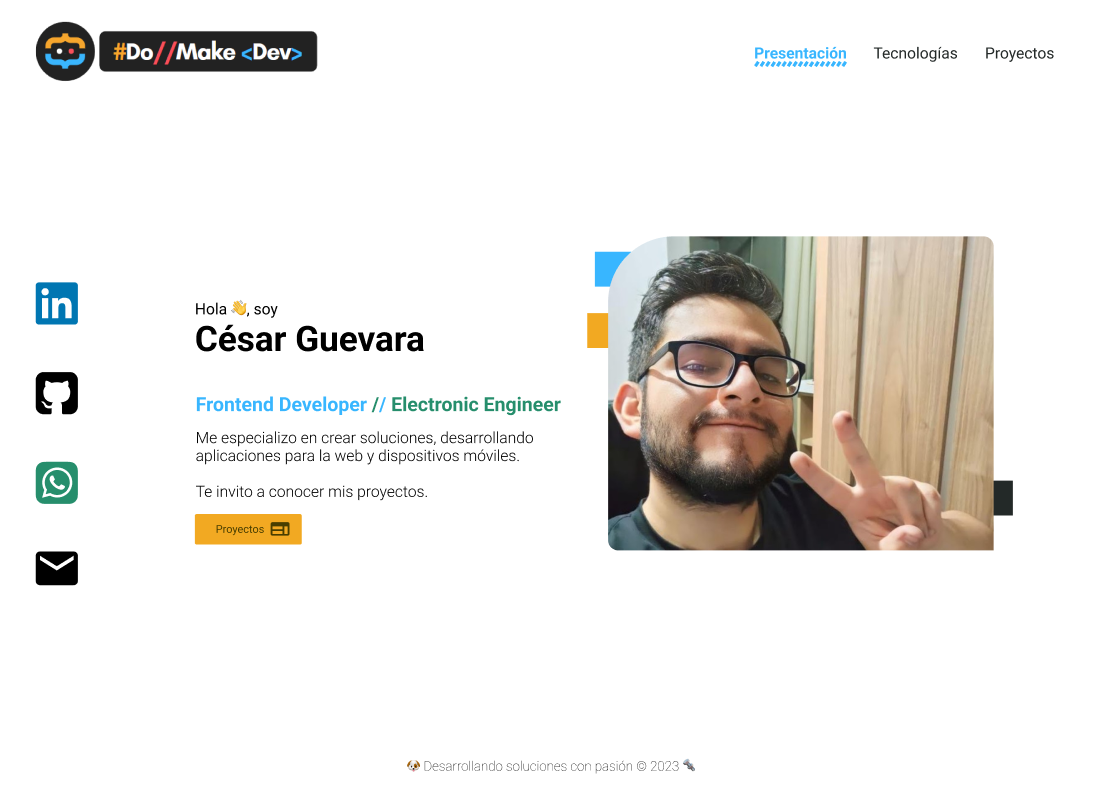 #Do//Make <Dev>
Presentación
Tecnologías
Proyectos
in
Hola 👋, soy
César Guevara
Frontend Developer // Electronic Engineer
Me especializo en crear soluciones, desarrollando
aplicaciones para la web y dispositivos móviles.
Te invito a conocer mis proyectos.
Proyectos
🐶 Desarrollando soluciones con pasión © 2023 🔦